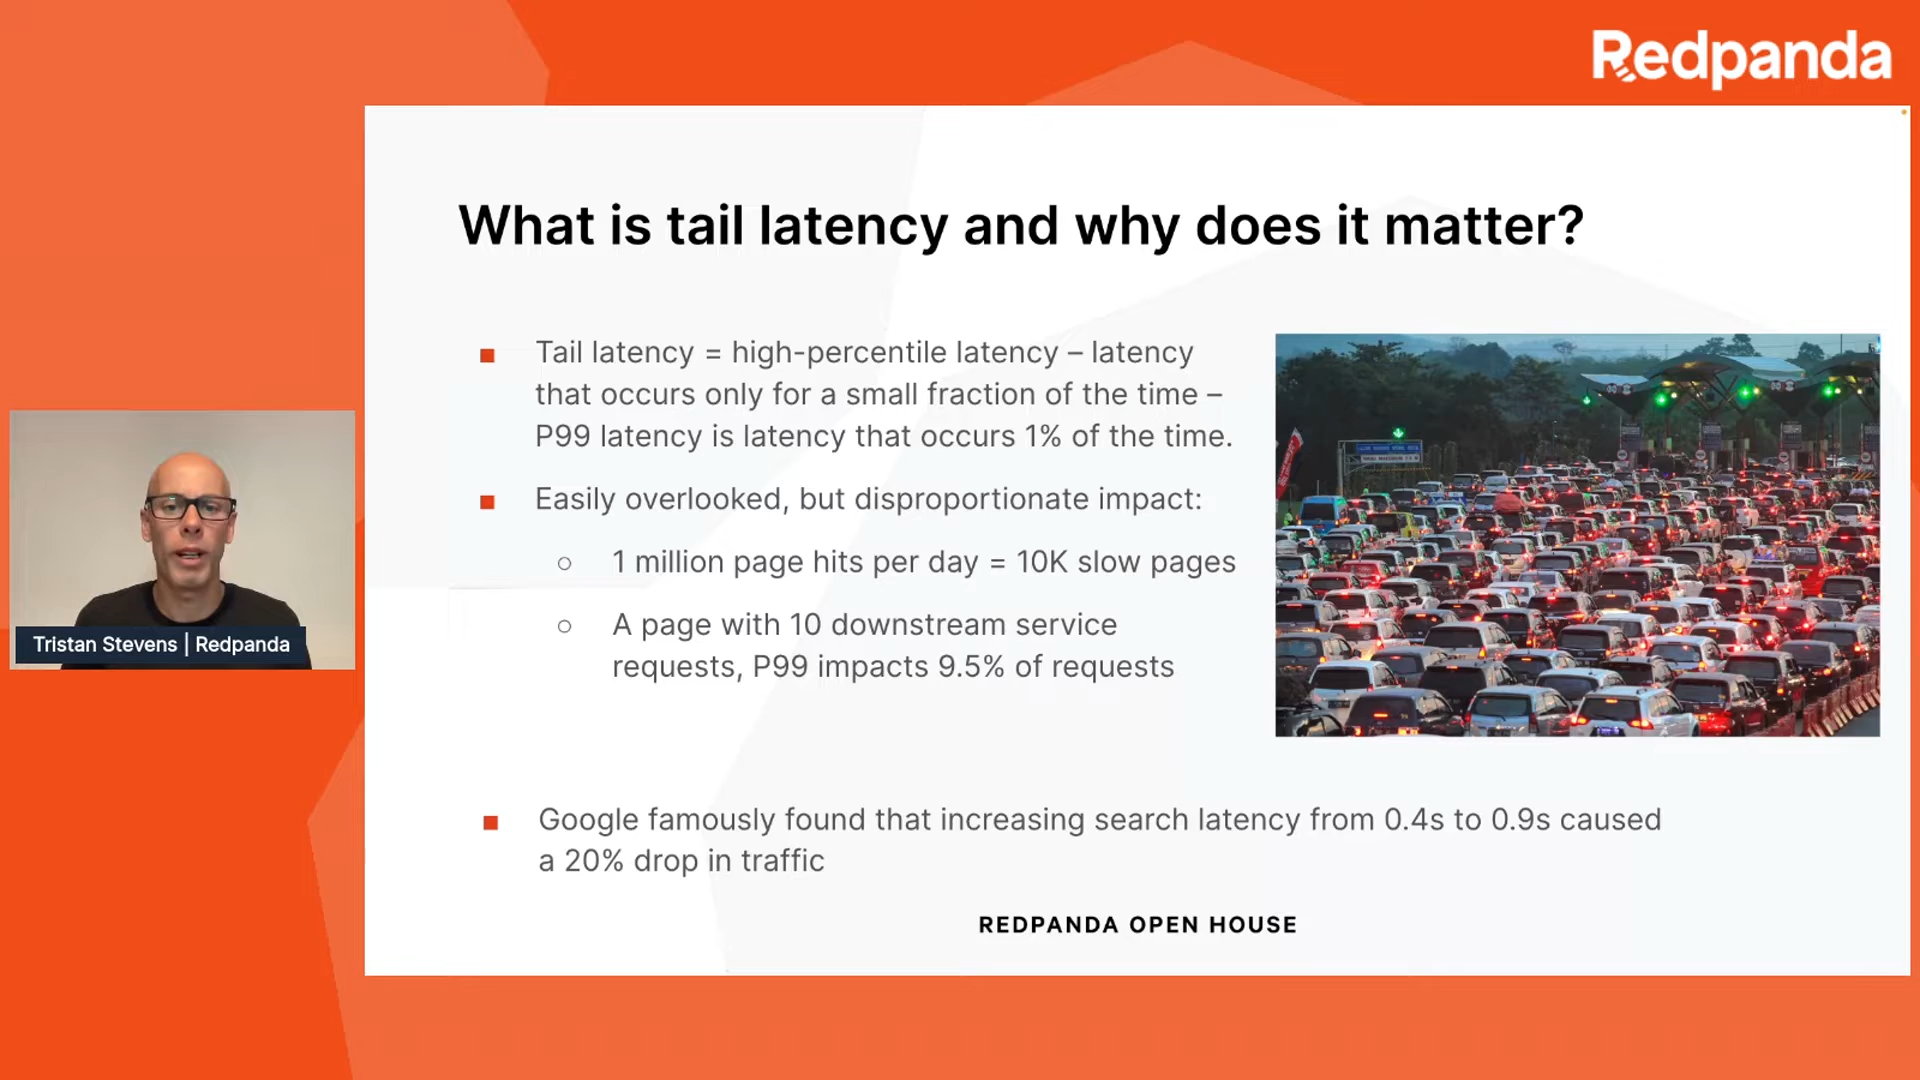 Redpanda
What is tail latency and why does it matter?
Tail latency = high-percentile latency – latency
that occurs only for a small fraction of the time –
P99 latency is latency that occurs 1% of the time.
Easily overlooked, but disproportionate impact:
1 million page hits per day = 10K slow pages
A page with 10 downstream service
requests, P99 impacts 9.5% of requests
Tristan Stevens | Redpanda
Google famously found that increasing search latency from 0.4s to 0.9s caused
a 20% drop in traffic
REDPANDA OPEN HOUSE